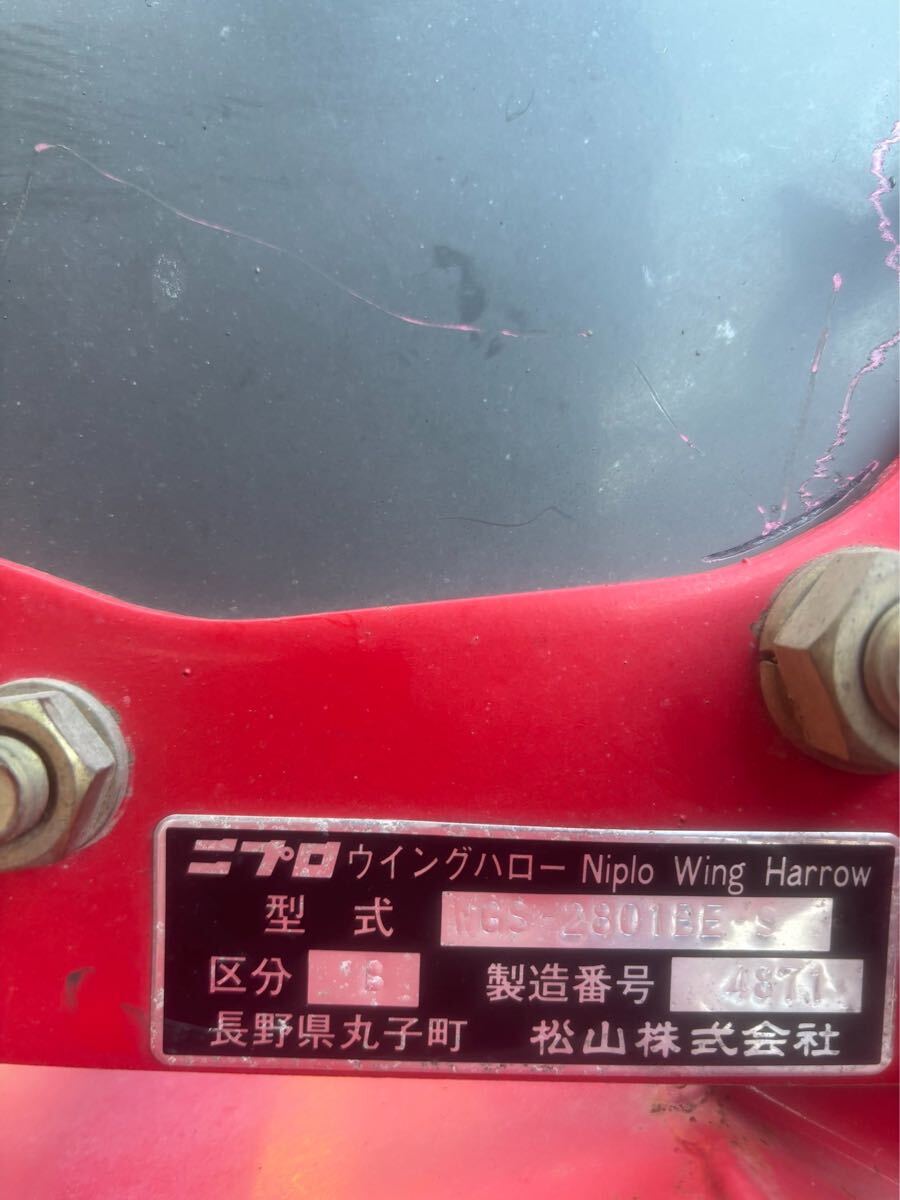 ニプロ ウイングハロー Niplo Wing Harrow
型式 WGS-2801BE-S
区分 B 製造番号 4871
長野県丸子町 松山株式会社